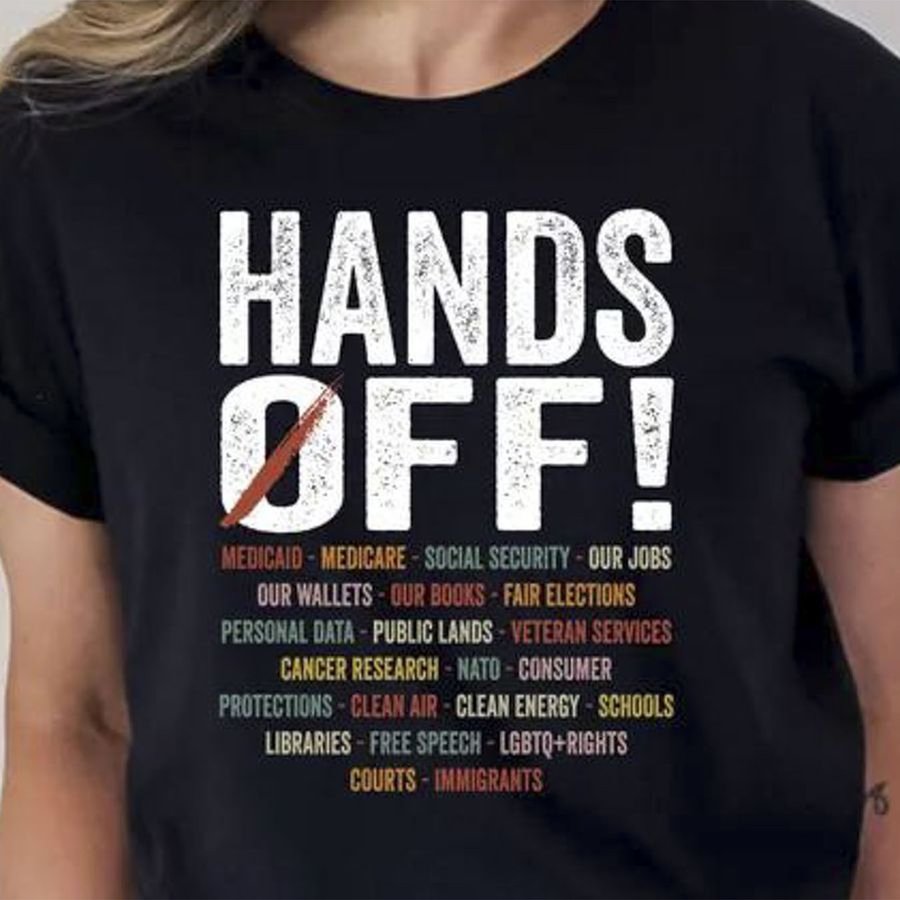 HANDS
OFF!
MEDICAID - MEDICARE - SOCIAL SECURITY - OUR JOBS
OUR WALLETS - OUR BOOKS - FAIR ELECTIONS
PERSONAL DATA - PUBLIC LANDS - VETERAN SERVICES
CANCER RESEARCH - NATO - CONSUMER
PROTECTIONS - CLEAN AIR - CLEAN ENERGY - SCHOOLS
LIBRARIES - FREE SPEECH - LGBTQ+RIGHTS
COURTS - IMMIGRANTS